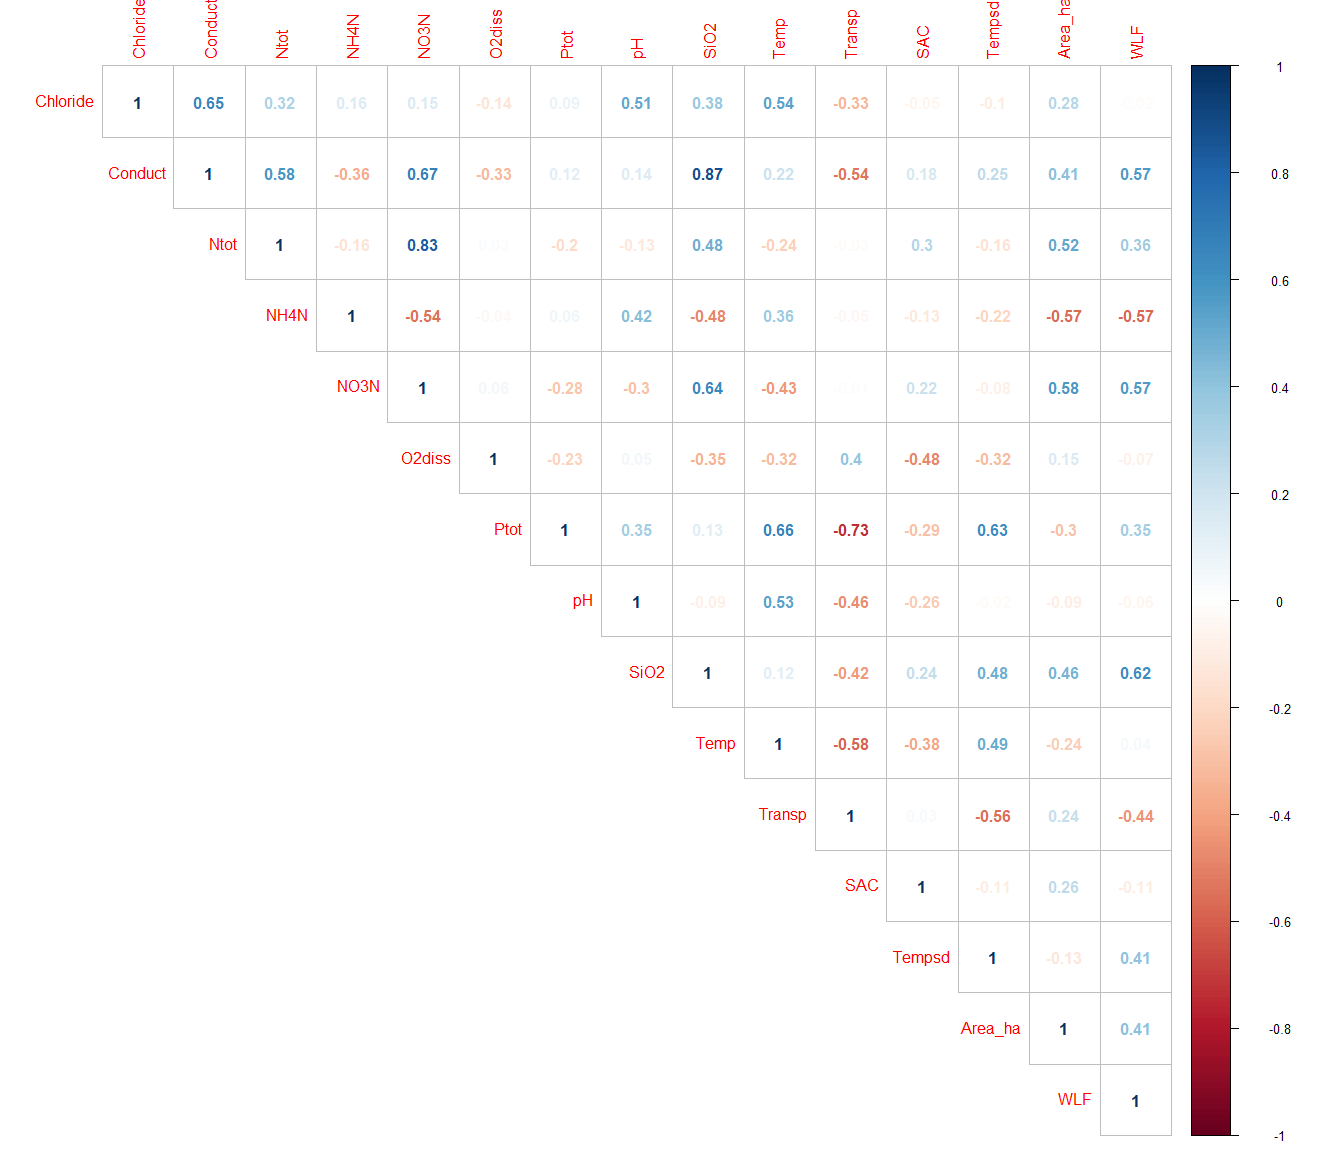 Chloride Conduct Ntot NH4N NO3N O2diss Ptot pH SiO2 Temp Transp SAC Tempsd Area_ha WLF
Chloride 1 0.65 0.32 0.16 0.15 -0.14 0.09 0.51 0.38 0.54 -0.33 -0.05 -0.1 0.28
Conduct 1 0.58 -0.36 0.67 -0.33 0.12 0.14 0.87 0.22 -0.54 0.18 0.25 0.41 0.57
Ntot 1 -0.16 0.83 -0.2 -0.13 0.48 -0.24 0.3 -0.16 0.52 0.36
NH4N 1 -0.54 -0.04 0.06 0.42 -0.48 0.36 -0.05 -0.13 -0.22 -0.57 -0.57
NO3N 1 0.06 -0.28 -0.3 0.64 -0.43 0.22 -0.08 0.58 0.57
O2diss 1 -0.23 0.05 -0.35 -0.32 0.4 -0.48 -0.32 0.15 -0.07
Ptot 1 0.35 0.13 0.66 -0.73 -0.29 0.63 -0.3 0.35
pH 1 -0.09 0.53 -0.46 -0.26 -0.02 -0.09 -0.06
SiO2 1 0.12 -0.42 0.24 0.48 0.46 0.62
Temp 1 -0.58 -0.38 0.49 -0.24 0.04
Transp 1 0.03 -0.56 0.24 -0.44
SAC 1 -0.11 0.26 -0.11
Tempsd 1 -0.13 0.41
Area_ha 1 0.41
WLF 1
1
0.8
0.6
0.4
0.2
0
-0.2
-0.4
-0.6
-0.8
-1